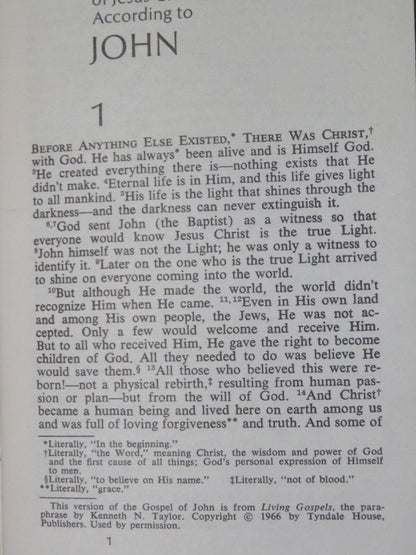 of Jesus
According to
JOHN
1
BEFORE ANYTHING ELSE EXISTED,* THERE WAS CHRIST,†
with God. He has always* been alive and is Himself God.
³He created everything there is—nothing exists that He
didn't make. ⁴Eternal life is in Him, and this life gives light
to all mankind. ⁵His life is the light that shines through the
darkness—and the darkness can never extinguish it.
⁶,⁷God sent John (the Baptist) as a witness so that
everyone would know Jesus Christ is the true Light.
⁸John himself was not the Light; he was only a witness to
identify it. ⁹Later on the one who is the true Light arrived
to shine on everyone coming into the world.
¹⁰But although He made the world, the world didn't
recognize Him when He came. ¹¹,¹²Even in His own land
and among His own people, the Jews, He was not ac-
cepted. Only a few would welcome and receive Him.
But to all who received Him, He gave the right to become
children of God. All they needed to do was believe He
would save them.§ ¹³All those who believed this were re-
born!—not a physical rebirth,‡ resulting from human pas-
sion or plan—but from the will of God. ¹⁴And Christ†
became a human being and lived here on earth among us
and was full of loving forgiveness** and truth. And some of
*Literally, "In the beginning."
†Literally, "the Word," meaning Christ, the wisdom and power of God
and the first cause of all things; God's personal expression of Himself
to men.
§Literally, "to believe on His name." ‡Literally, "not of blood."
**Literally, "grace."
This version of the Gospel of John is from Living Gospels, the para-
phrase by Kenneth N. Taylor. Copyright © 1966 by Tyndale House,
Publishers. Used by permission.
1